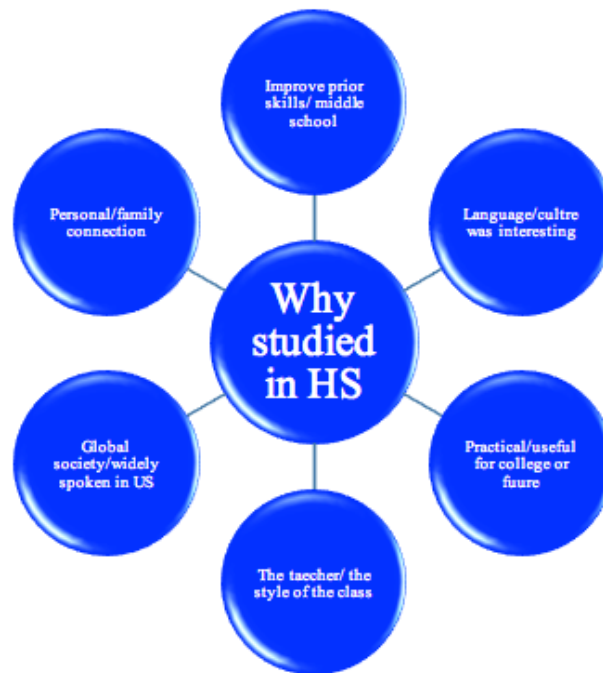 Improve prior
skills/ middle
school
Personal/family
connection
Language/cultre
was interesting
Why
studied
in HS
Global
society/widely
spoken in US
Practical/useful
for college or
fuure
The taecher/ the
style of the class